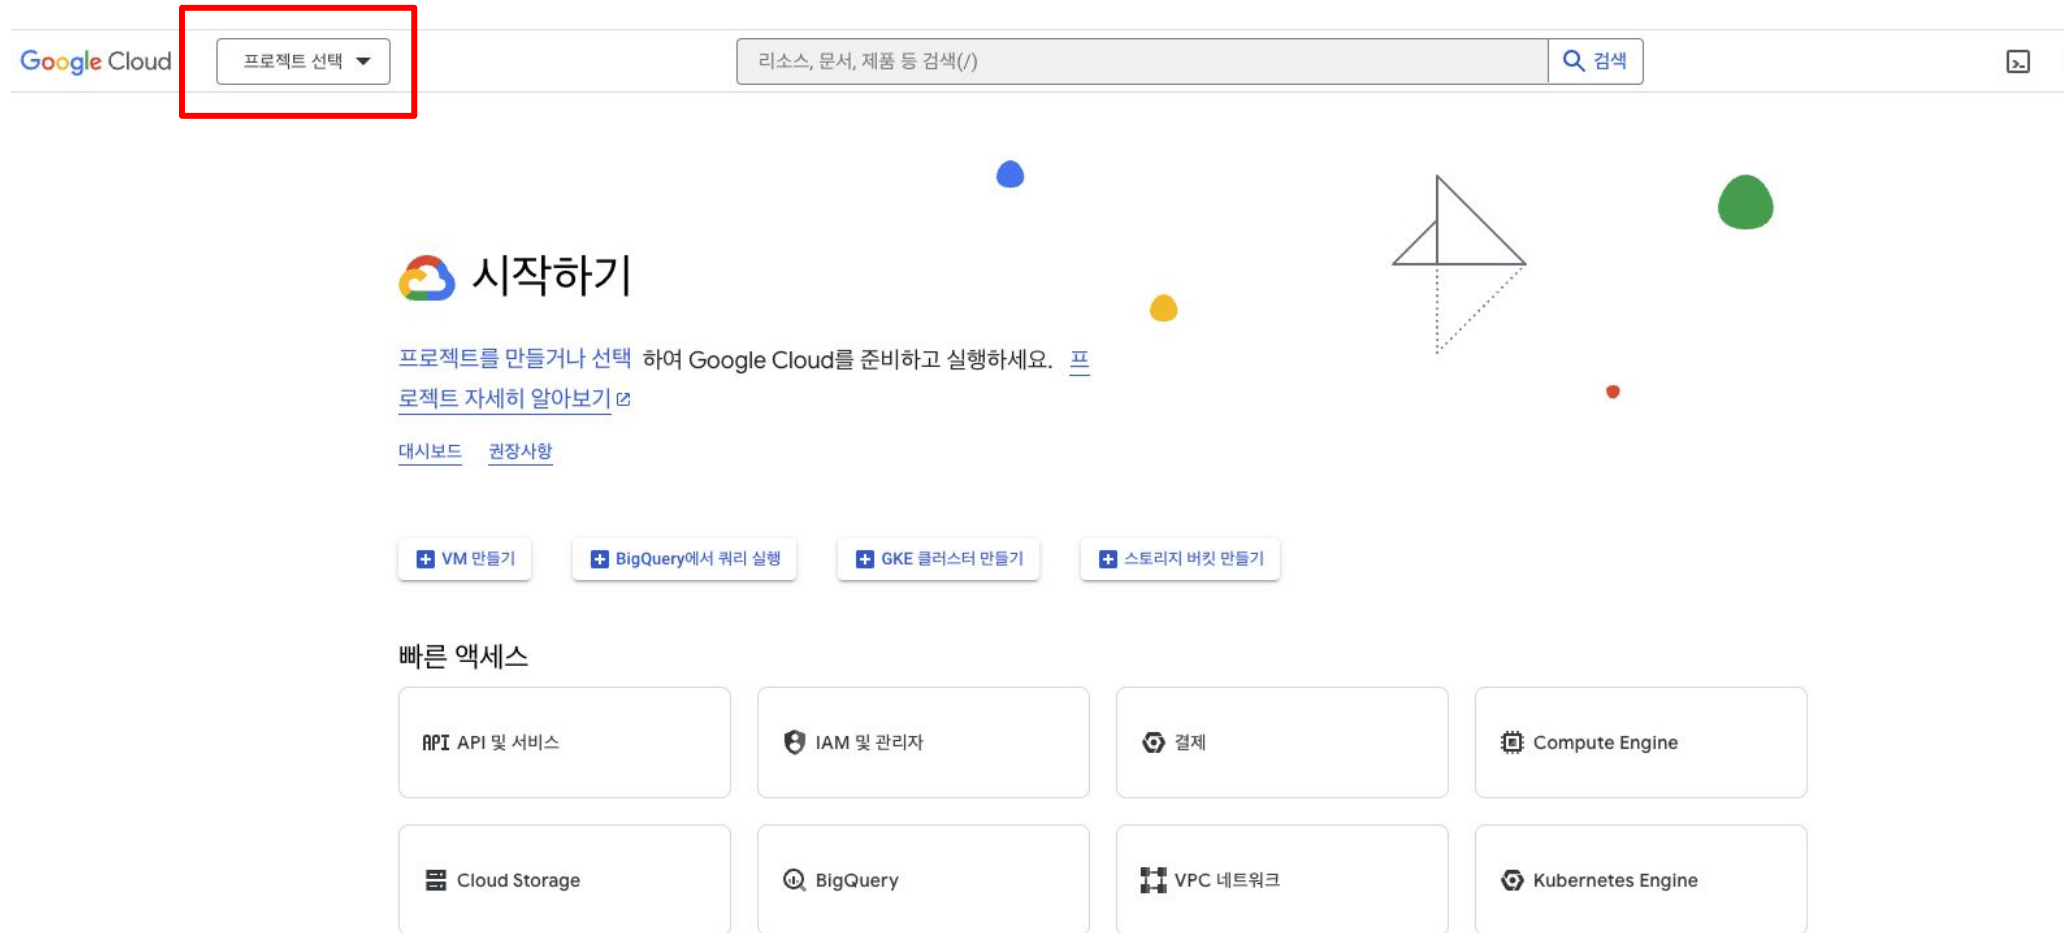 Google Cloud
프로젝트 선택
리소스, 문서, 제품 등 검색(/)
검색
시작하기
프로젝트를 만들거나 선택 하여 Google Cloud를 준비하고 실행하세요. 프
로젝트 자세히 알아보기
대시보드 권장사항
VM 만들기
BigQuery에서 쿼리 실행
GKE 클러스터 만들기
스토리지 버킷 만들기
빠른 액세스
API API 및 서비스
IAM 및 관리자
결제
Compute Engine
Cloud Storage
BigQuery
VPC 네트워크
Kubernetes Engine